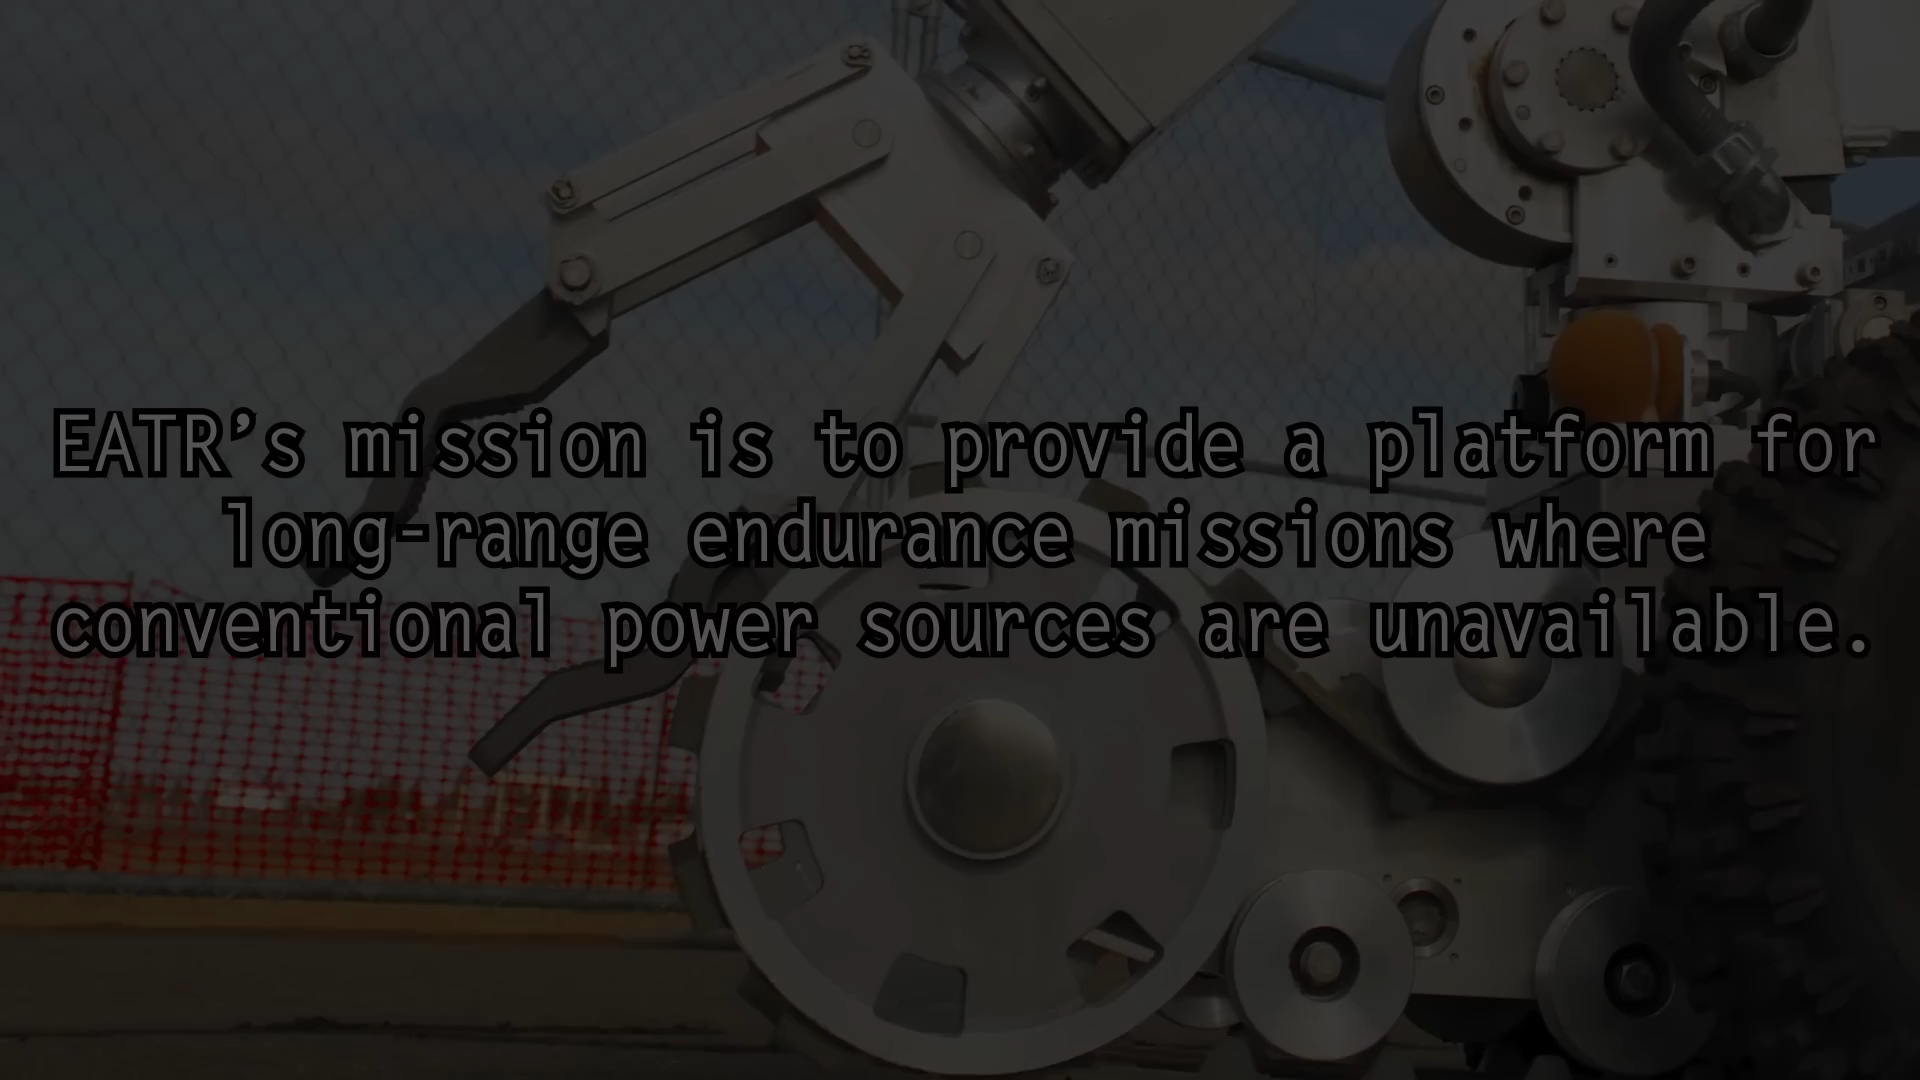 EATR’s mission is to provide a platform for
long-range endurance missions where
conventional power sources are unavailable.